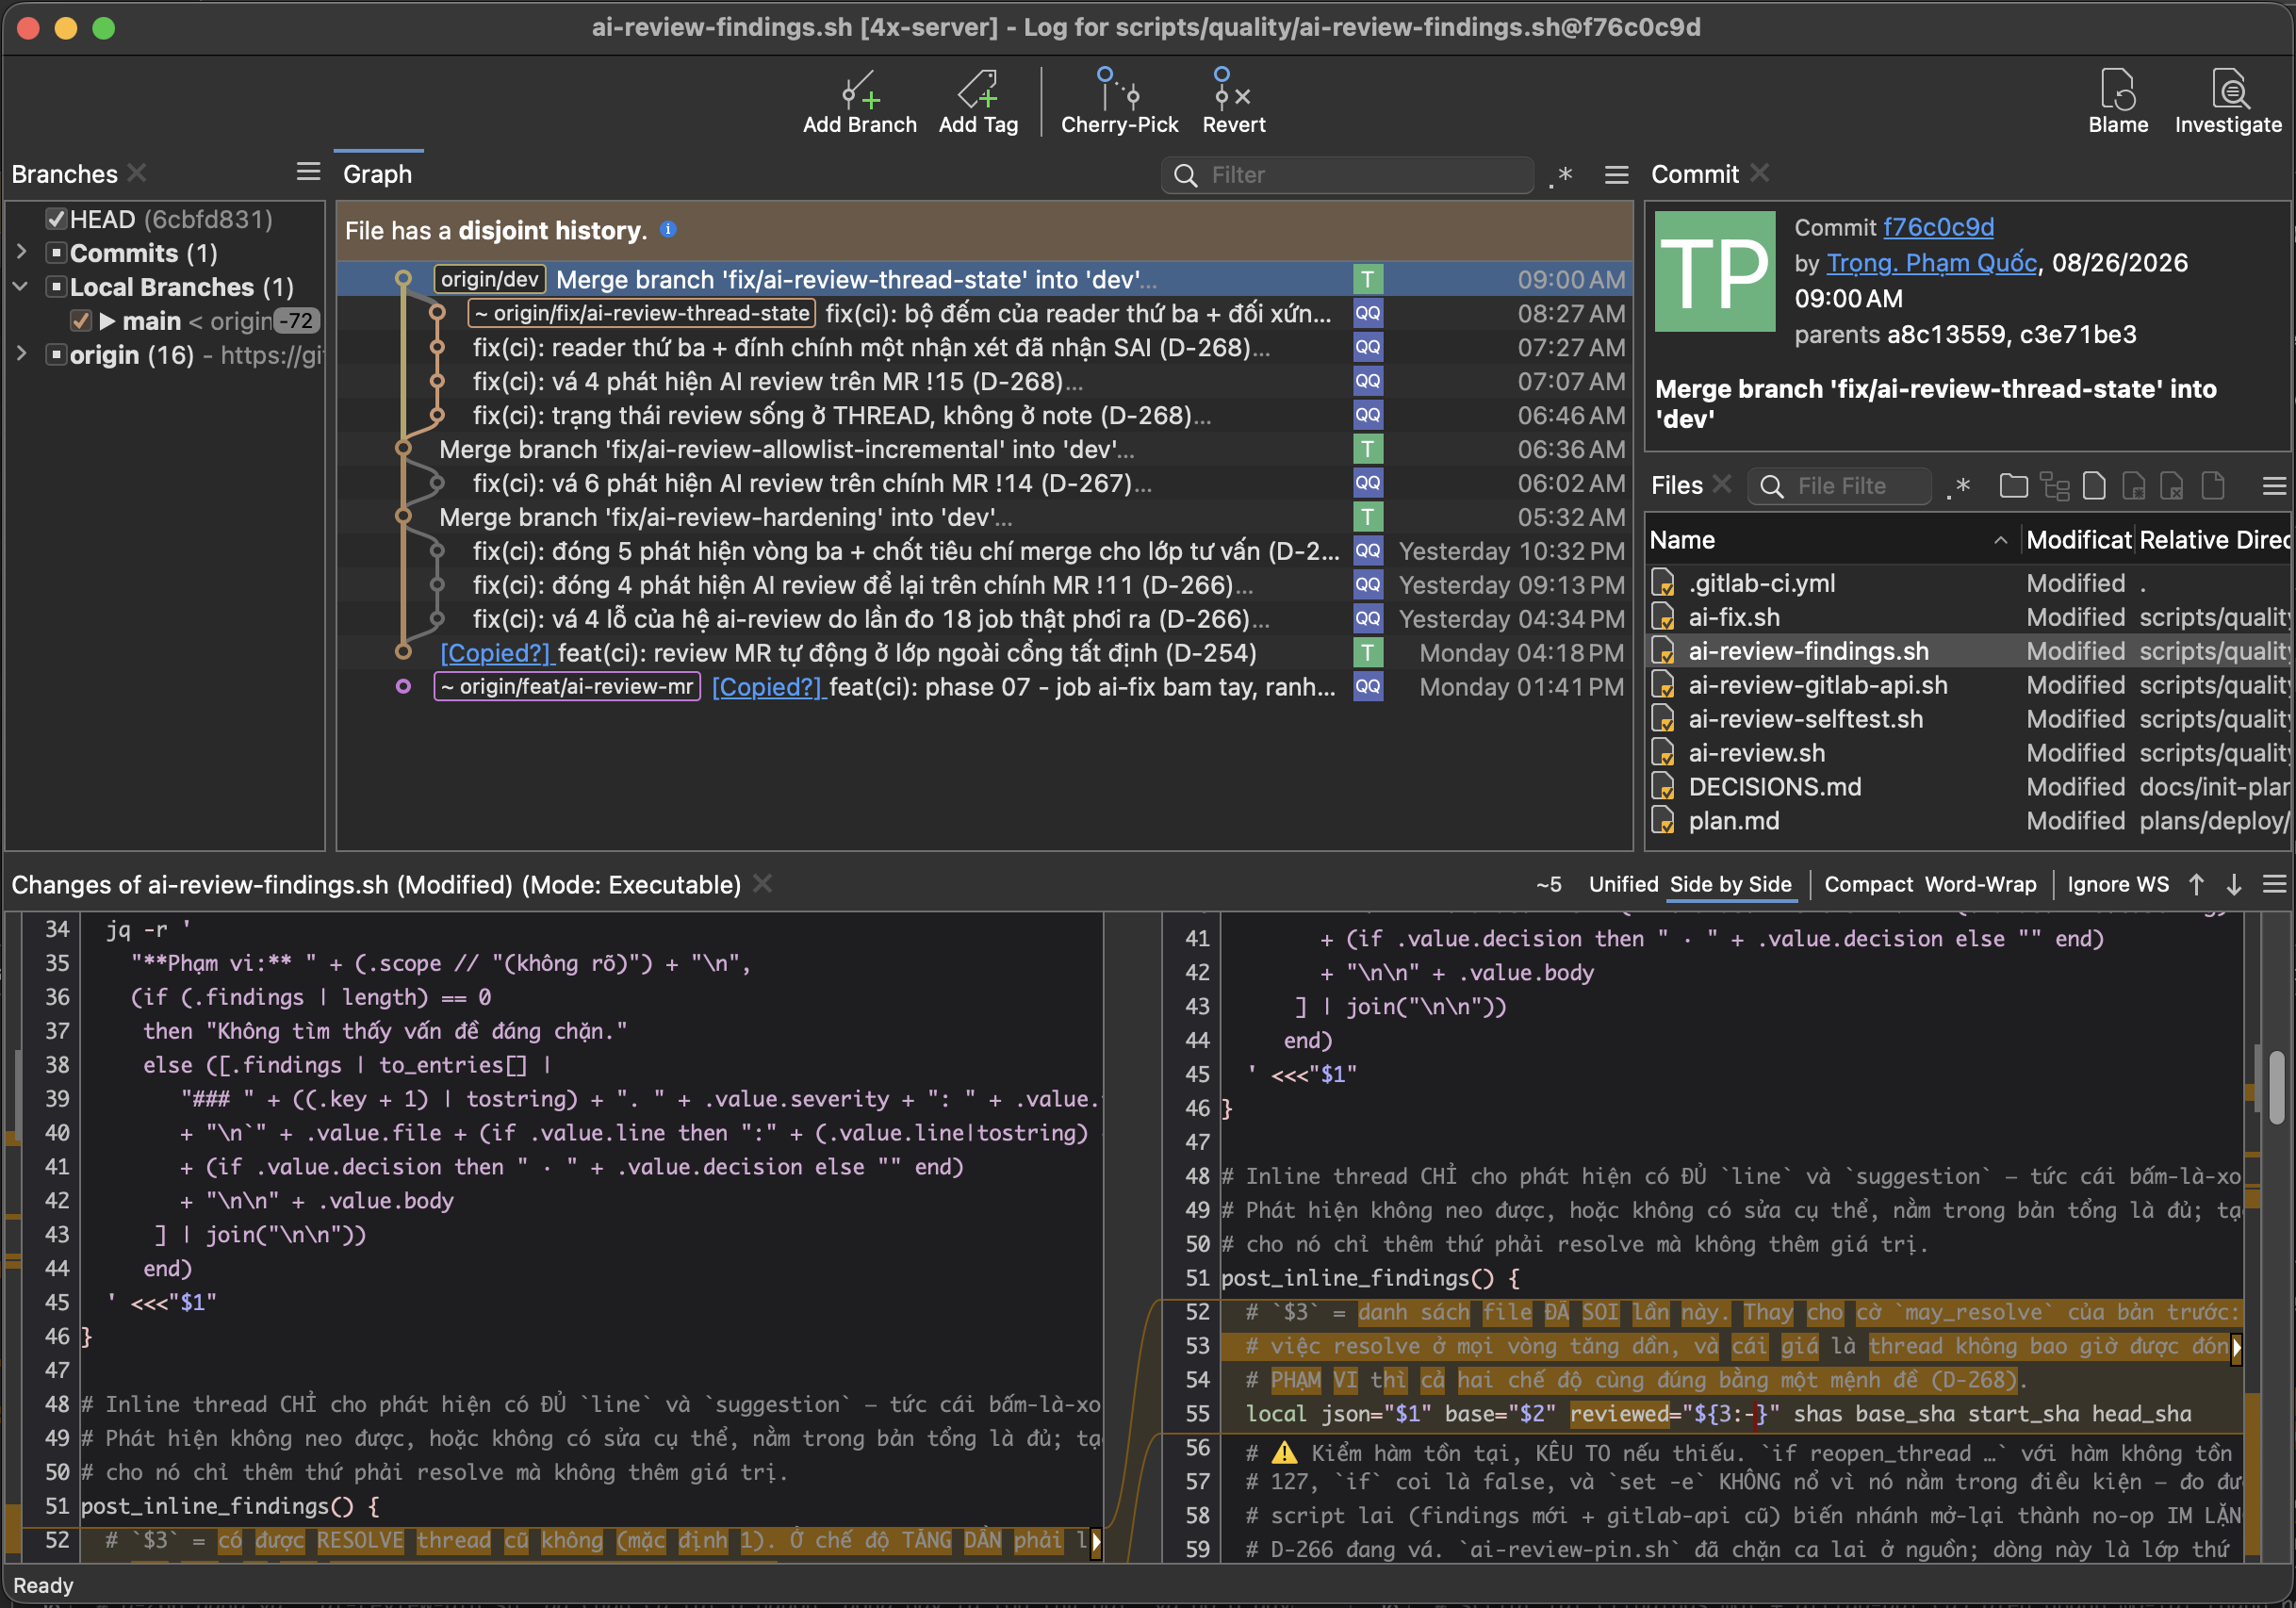 ai-review-findings.sh [4x-server] - Log for scripts/quality/ai-review-findings.sh@f76c0c9d
Add Branch
Add Tag
Cherry-Pick
Revert
Blame
Investigate
Branches
HEAD (6cbfd831)
Commits (1)
Local Branches (1)
main < origin -72
origin (16) - https://gi
Graph
Filter
.*
File has a disjoint history.
origin/dev Merge branch 'fix/ai-review-thread-state' into 'dev'... T 09:00 AM
~ origin/fix/ai-review-thread-state fix(ci): bộ đếm của reader thứ ba + đối xứn... QQ 08:27 AM
fix(ci): reader thứ ba + đính chính một nhận xét đã nhận SAI (D-268)... QQ 07:27 AM
fix(ci): vá 4 phát hiện AI review trên MR !15 (D-268)... QQ 07:07 AM
fix(ci): trạng thái review sống ở THREAD, không ở note (D-268)... QQ 06:46 AM
Merge branch 'fix/ai-review-allowlist-incremental' into 'dev'... T 06:36 AM
fix(ci): vá 6 phát hiện AI review trên chính MR !14 (D-267)... QQ 06:02 AM
Merge branch 'fix/ai-review-hardening' into 'dev'... T 05:32 AM
fix(ci): đóng 5 phát hiện vòng ba + chốt tiêu chí merge cho lớp tư vấn (D-2... QQ Yesterday 10:32 PM
fix(ci): đóng 4 phát hiện AI review để lại trên chính MR !11 (D-266)... QQ Yesterday 09:13 PM
fix(ci): vá 4 lỗ của hệ ai-review do lần đo 18 job thật phơi ra (D-266)... QQ Yesterday 04:34 PM
[Copied?] feat(ci): review MR tự động ở lớp ngoài cổng tất định (D-254) T Monday 04:18 PM
~ origin/feat/ai-review-mr [Copied?] feat(ci): phase 07 - job ai-fix bam tay, ranh... QQ Monday 01:41 PM
Commit
TP
Commit f76c0c9d
by Trọng. Phạm Quốc, 08/26/2026
09:00 AM
parents a8c13559, c3e71be3
Merge branch 'fix/ai-review-thread-state' into
'dev'
Files
File Filte
.*
Name Modificat Relative Direc
.gitlab-ci.yml Modified .
ai-fix.sh Modified scripts/quality
ai-review-findings.sh Modified scripts/quality
ai-review-gitlab-api.sh Modified scripts/quality
ai-review-selftest.sh Modified scripts/quality
ai-review.sh Modified scripts/quality
DECISIONS.md Modified docs/init-plan
plan.md Modified plans/deploy/
Changes of ai-review-findings.sh (Modified) (Mode: Executable)
~5 Unified Side by Side Compact Word-Wrap Ignore WS
34 jq -r '
35 "**Phạm vi:** " + (.scope // "(không rõ)") + "\n",
36 (if (.findings | length) == 0
37 then "Không tìm thấy vấn đề đáng chặn."
38 else ([.findings | to_entries[] |
39 "### " + ((.key + 1) | tostring) + ". " + .value.severity + ": " + .value.
40 + "\n`" + .value.file + (if .value.line then ":" + (.value.line|tostring)
41 + (if .value.decision then " · " + .value.decision else "" end)
42 + "\n\n" + .value.body
43 ] | join("\n\n"))
44 end)
45 ' <<<"$1"
46 }
47
48 # Inline thread CHỈ cho phát hiện có ĐỦ `line` và `suggestion` — tức cái bấm-là-xo
49 # Phát hiện không neo được, hoặc không có sửa cụ thể, nằm trong bản tổng là đủ; tạ
50 # cho nó chỉ thêm thứ phải resolve mà không thêm giá trị.
51 post_inline_findings() {
52 # `$3` = có được RESOLVE thread cũ không (mặc định 1). Ở chế độ TĂNG DẦN phải l
41 + (if .value.decision then " · " + .value.decision else "" end)
42 + "\n\n" + .value.body
43 ] | join("\n\n"))
44 end)
45 ' <<<"$1"
46 }
47
48 # Inline thread CHỈ cho phát hiện có ĐỦ `line` và `suggestion` — tức cái bấm-là-xo
49 # Phát hiện không neo được, hoặc không có sửa cụ thể, nằm trong bản tổng là đủ; tạ
50 # cho nó chỉ thêm thứ phải resolve mà không thêm giá trị.
51 post_inline_findings() {
52 # `$3` = danh sách file ĐÃ SOI lần này. Thay cho cờ `may_resolve` của bản trước:
53 # việc resolve ở mọi vòng tăng dần, và cái giá là thread không bao giờ được đón
54 # PHẠM VI thì cả hai chế độ cùng đúng bằng một mệnh đề (D-268).
55 local json="$1" base="$2" reviewed="${3:-}" shas base_sha start_sha head_sha
56 # ⚠️ Kiểm hàm tồn tại, KÊU TO nếu thiếu. `if reopen_thread …` với hàm không tồn
57 # 127, `if` coi là false, và `set -e` KHÔNG nổ vì nó nằm trong điều kiện — đo đư
58 # script lai (findings mới + gitlab-api cũ) biến nhánh mở-lại thành no-op IM LẶN
59 # D-266 đang vá. `ai-review-pin.sh` đã chặn ca lai ở nguồn; dòng này là lớp thứ
Ready